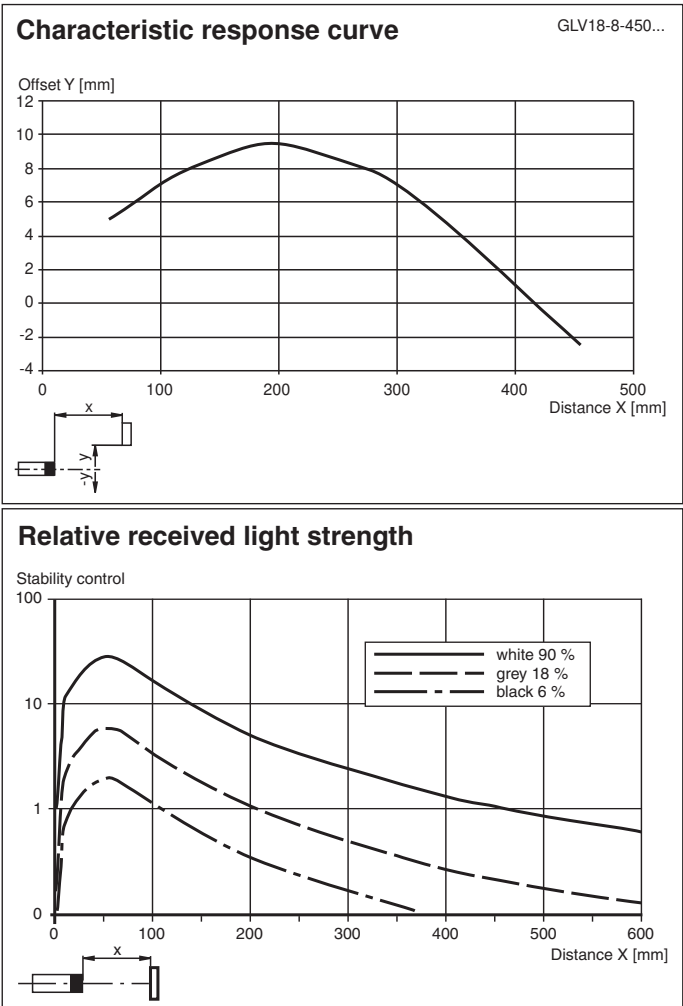 Characteristic response curve
GLV18-8-450...
Offset Y [mm]
12
10
8
6
4
2
0
-2
-4
0 100 200 300 400 500
Distance X [mm]
x
y
-y
Relative received light strength
Stability control
100
10
1
0
white 90 %
grey 18 %
black 6 %
0 100 200 300 400 500 600
Distance X [mm]
x